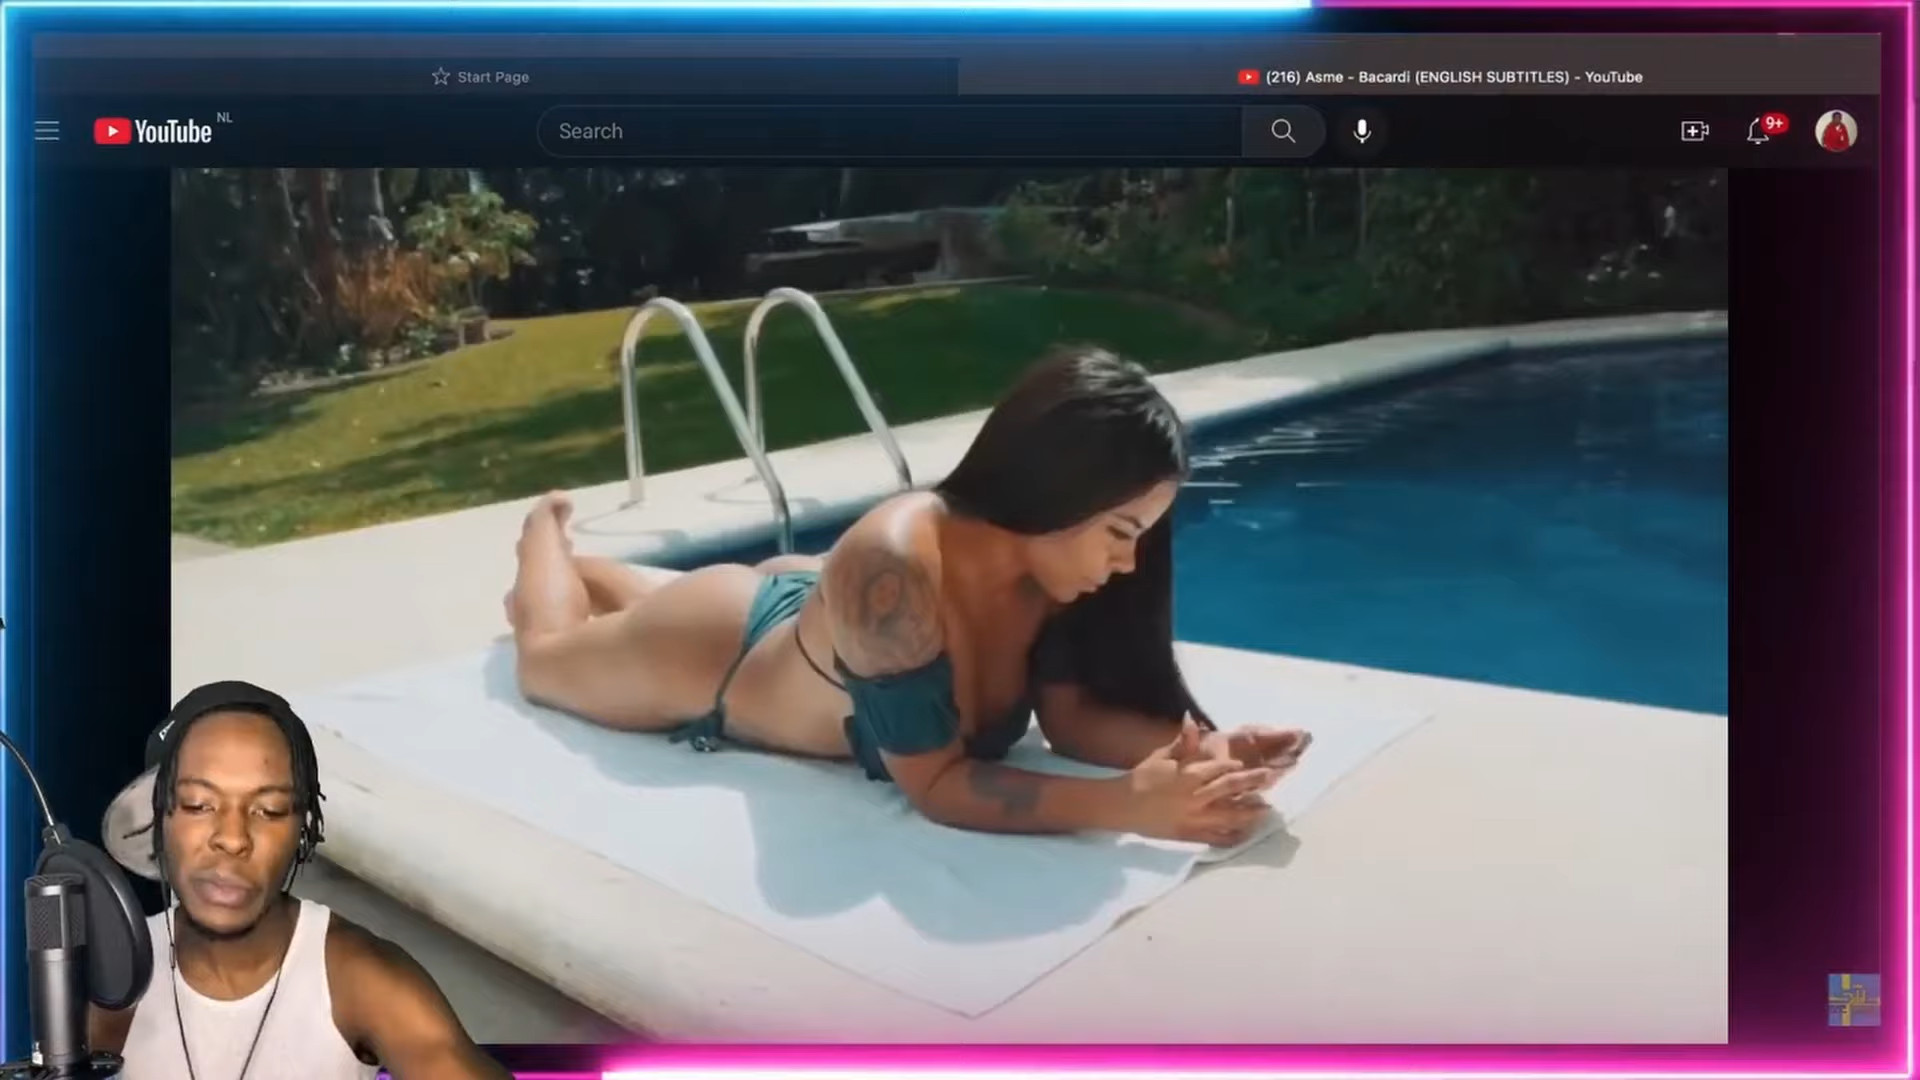 Start Page
(216) Asme - Bacardi (ENGLISH SUBTITLES) - YouTube
YouTube NL
Search
9+